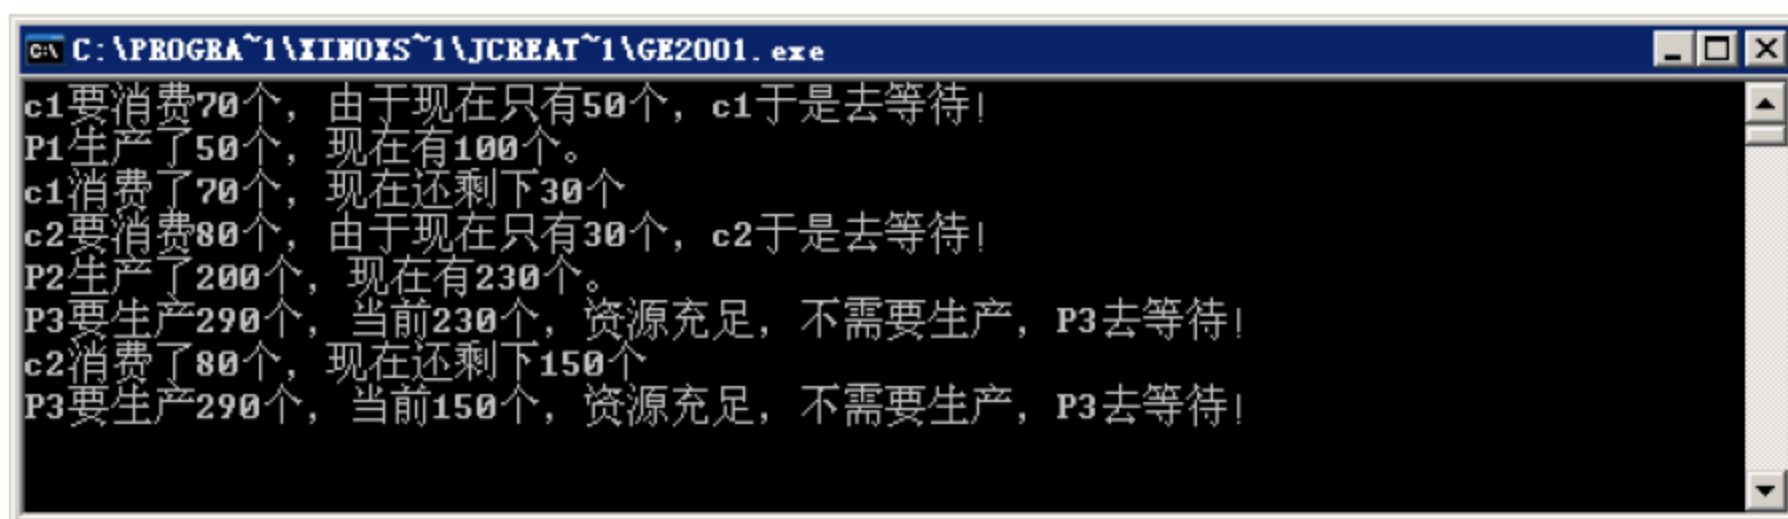 C:\PROGRA~1\XINOXS~1\JCREAT~1\GE2001.exe
c1要消费70个，由于现在只有50个，c1于是去等待！
P1生产了50个，现在有100个。
c1消费了70个，现在还剩下30个
c2要消费80个，由于现在只有30个，c2于是去等待！
P2生产了200个，现在有230个。
P3要生产290个，当前230个，资源充足，不需要生产，P3去等待！
c2消费了80个，现在还剩下150个
P3要生产290个，当前150个，资源充足，不需要生产，P3去等待！